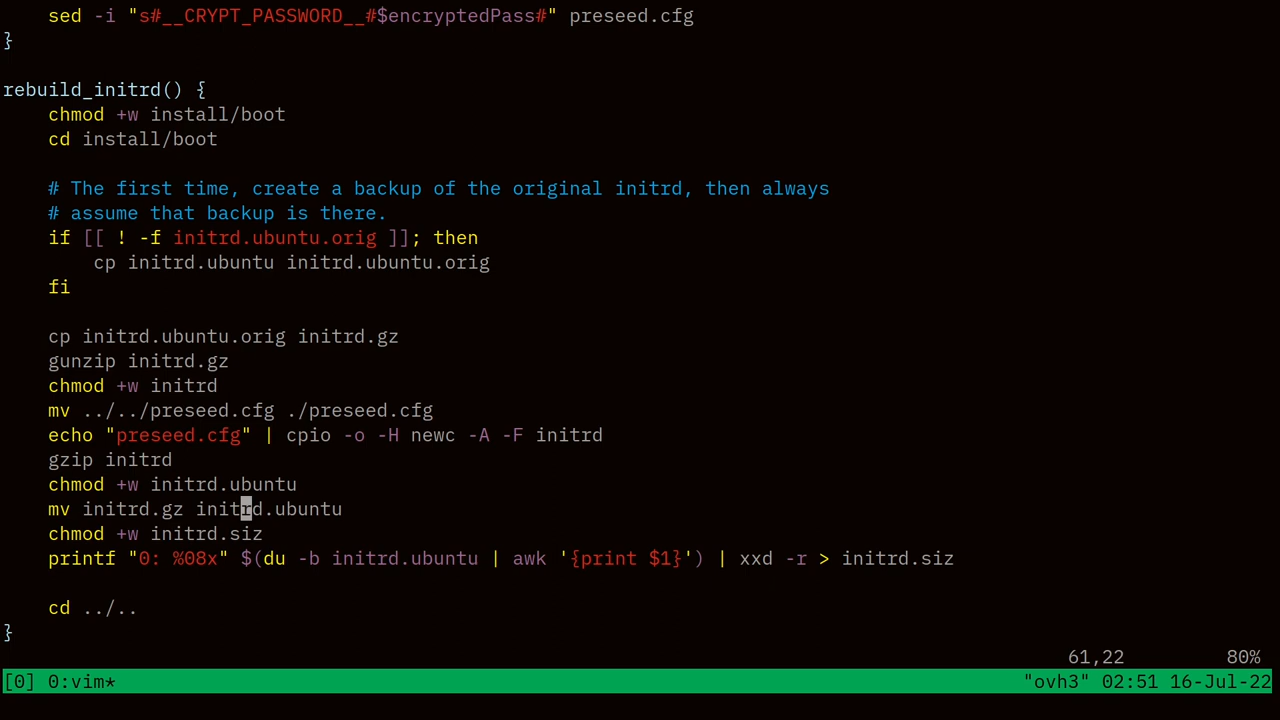 sed -i "s#__CRYPT_PASSWORD__#$encryptedPass#" preseed.cfg
}

rebuild_initrd() {
    chmod +w install/boot
    cd install/boot

    # The first time, create a backup of the original initrd, then always
    # assume that backup is there.
    if [[ ! -f initrd.ubuntu.orig ]]; then
        cp initrd.ubuntu initrd.ubuntu.orig
    fi

    cp initrd.ubuntu.orig initrd.gz
    gunzip initrd.gz
    chmod +w initrd
    mv ../../preseed.cfg ./preseed.cfg
    echo "preseed.cfg" | cpio -o -H newc -A -F initrd
    gzip initrd
    chmod +w initrd.ubuntu
    mv initrd.gz initrd.ubuntu
    chmod +w initrd.siz
    printf "0: %08x" $(du -b initrd.ubuntu | awk '{print $1}') | xxd -r > initrd.siz

    cd ../..
}
61,22 80%
[0] 0:vim* "ovh3" 02:51 16-Jul-22